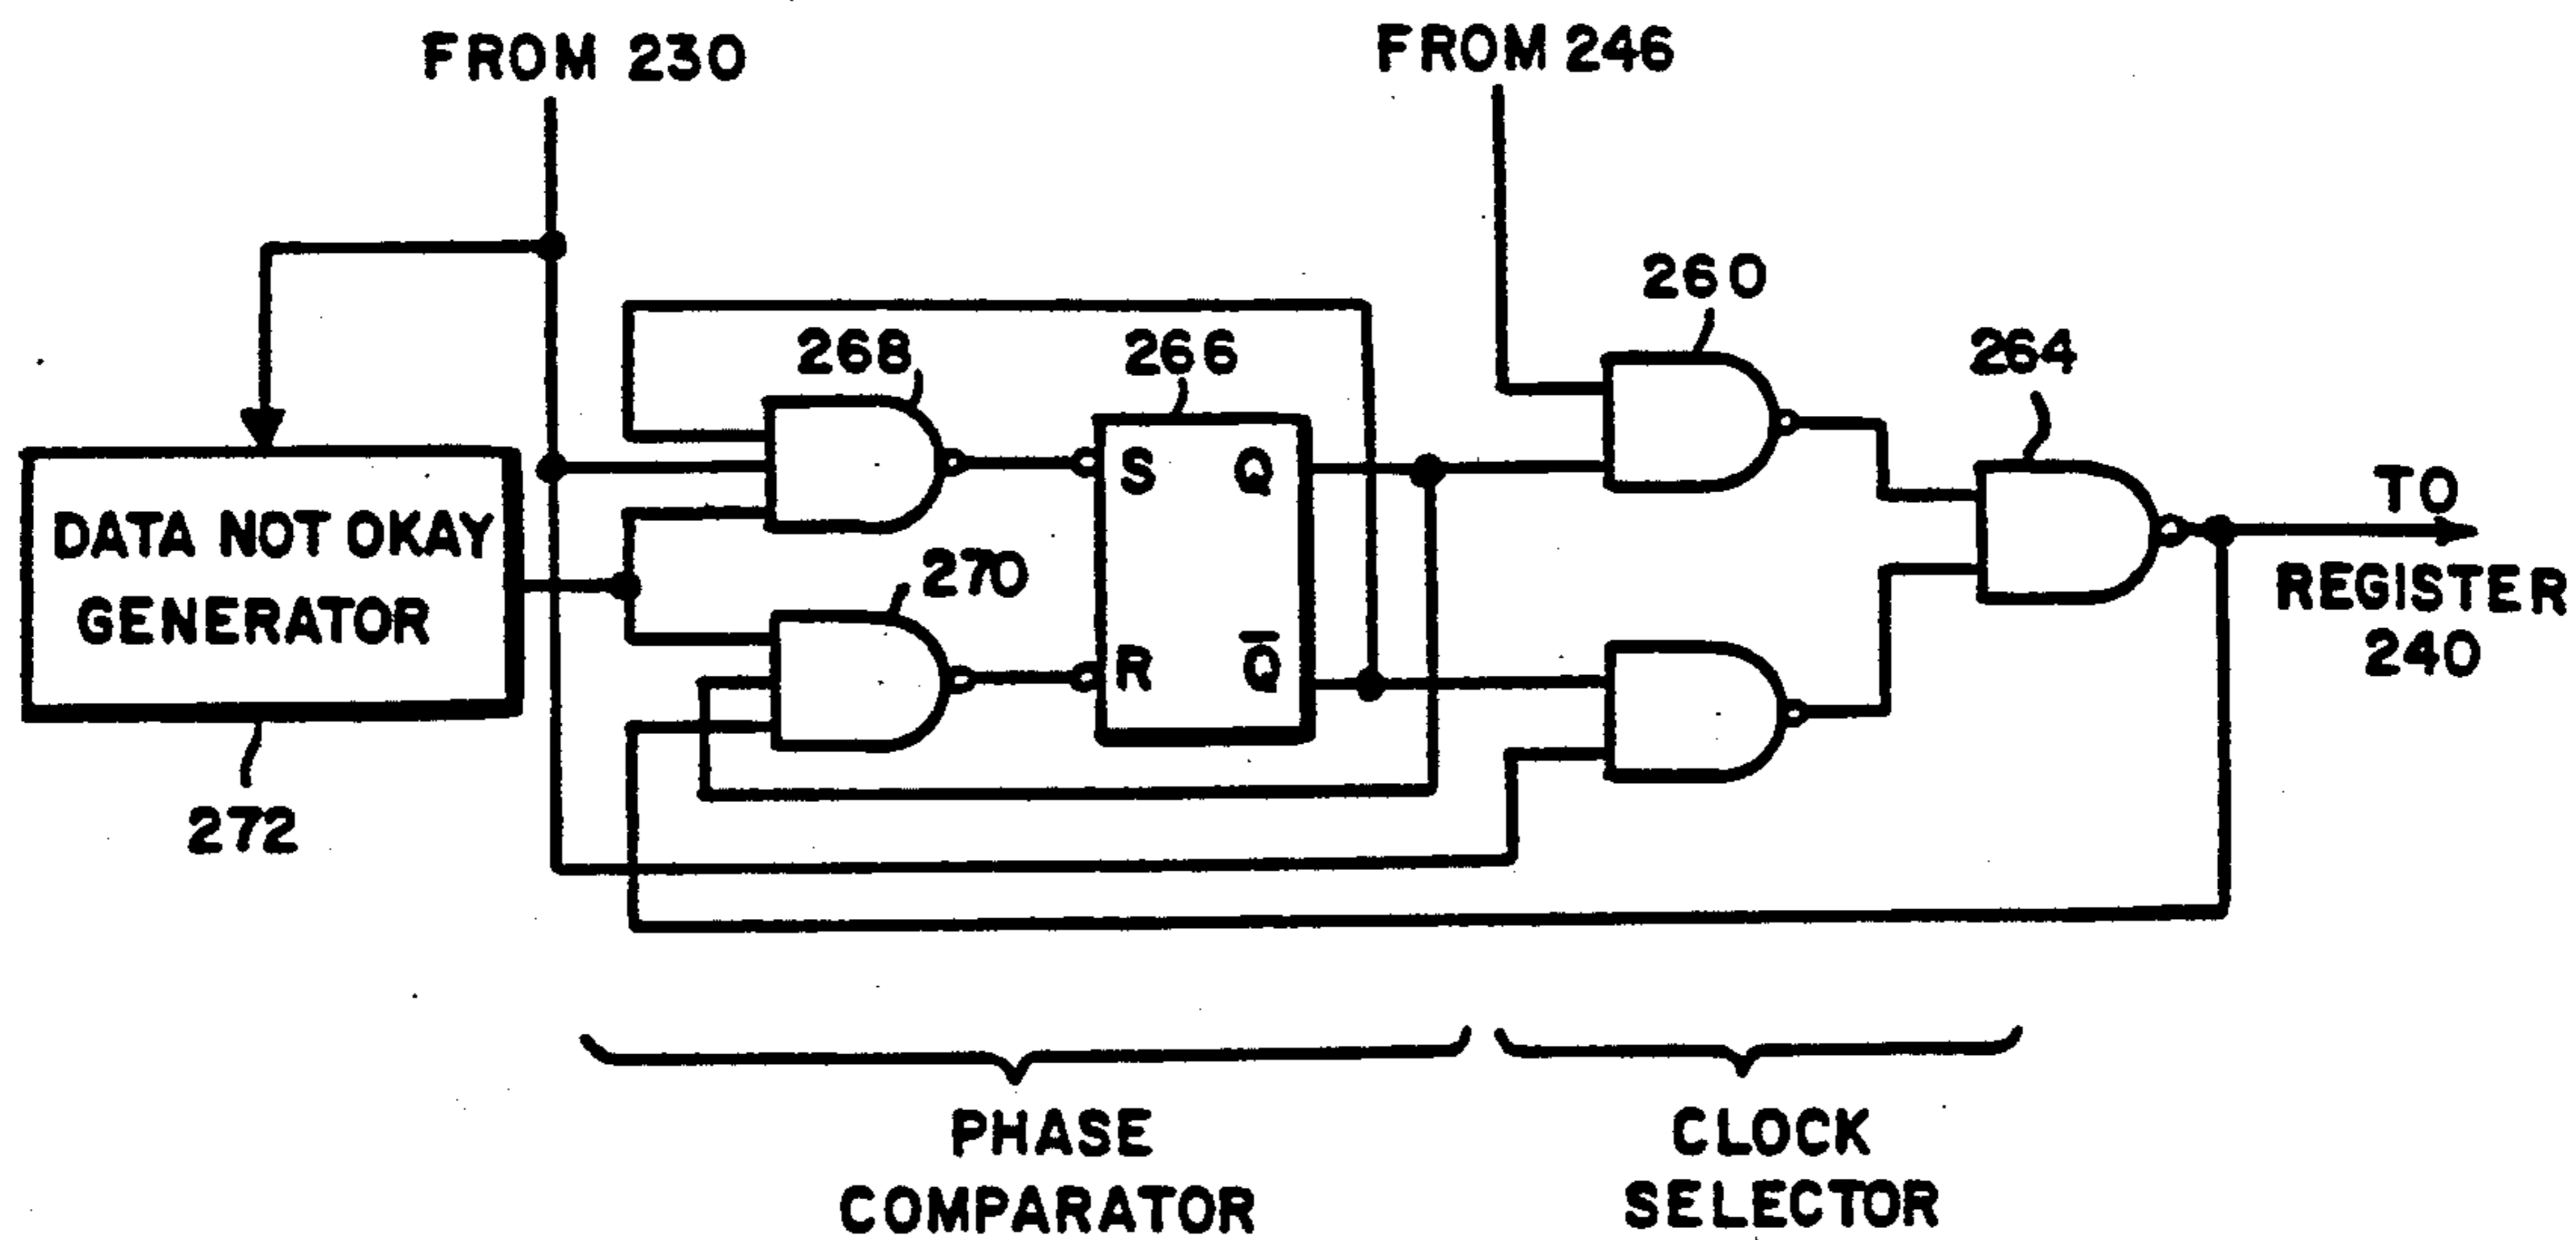 FROM 230
FROM 246
260
268
266
264
S
Q
TO
REGISTER
240
DATA NOT OKAY
GENERATOR
270
R
Q̅
272
PHASE
COMPARATOR
CLOCK
SELECTOR